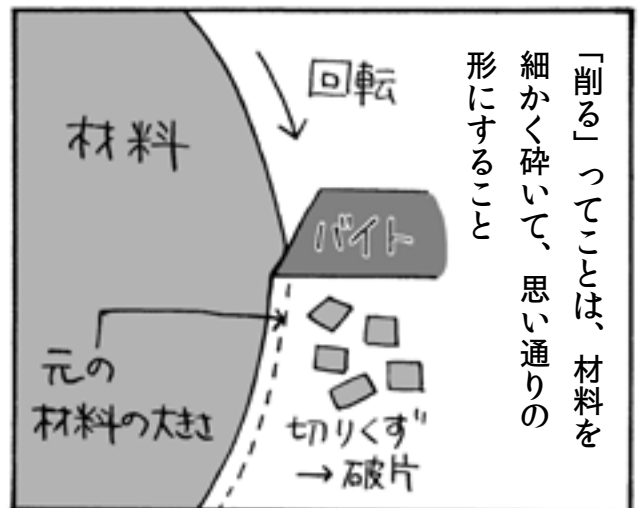 「削る」ってことは、材料を
細かく砕いて、思い通りの
形にすること
回転
材料
バイト
元の
材料の大きさ
切りくず
→破片